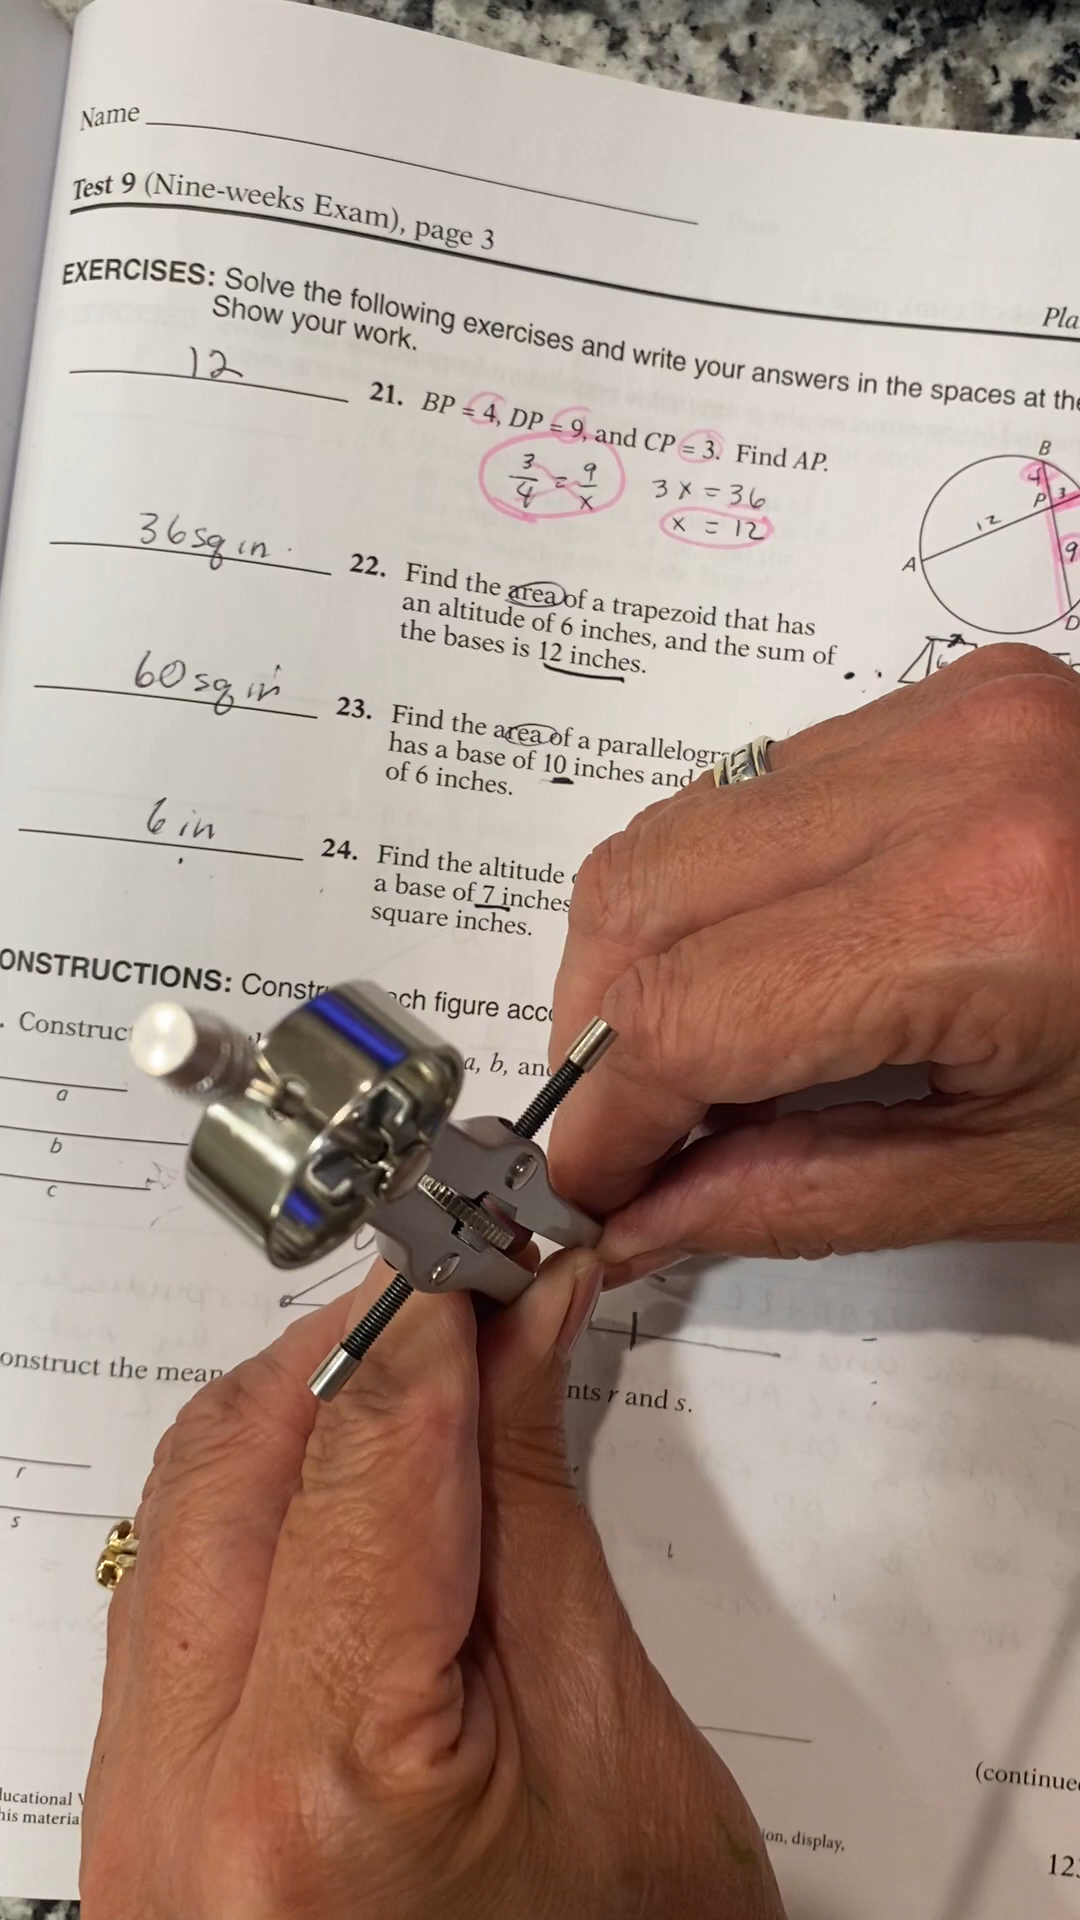 Name
Test 9 (Nine-weeks Exam), page 3
Pla
EXERCISES: Solve the following exercises and write your answers in the spaces at the
Show your work.
12
21. BP = 4, DP = 9, and CP = 3. Find AP.
3/4 = 9/x
3x = 36
x = 12
B
4
P 3
12
A
9
D
36 sq in.
22. Find the area of a trapezoid that has
an altitude of 6 inches, and the sum of
the bases is 12 inches.
60 sq in
23. Find the area of a parallelogr
has a base of 10 inches and
of 6 inches.
6 in
24. Find the altitude
a base of 7 inches
square inches.
ONSTRUCTIONS: Constr ch figure acc
. Construc
a, b, an
a
b
c
onstruct the mean
nts r and s.
r
s
(continue
ducational
his materia
ion, display,
12